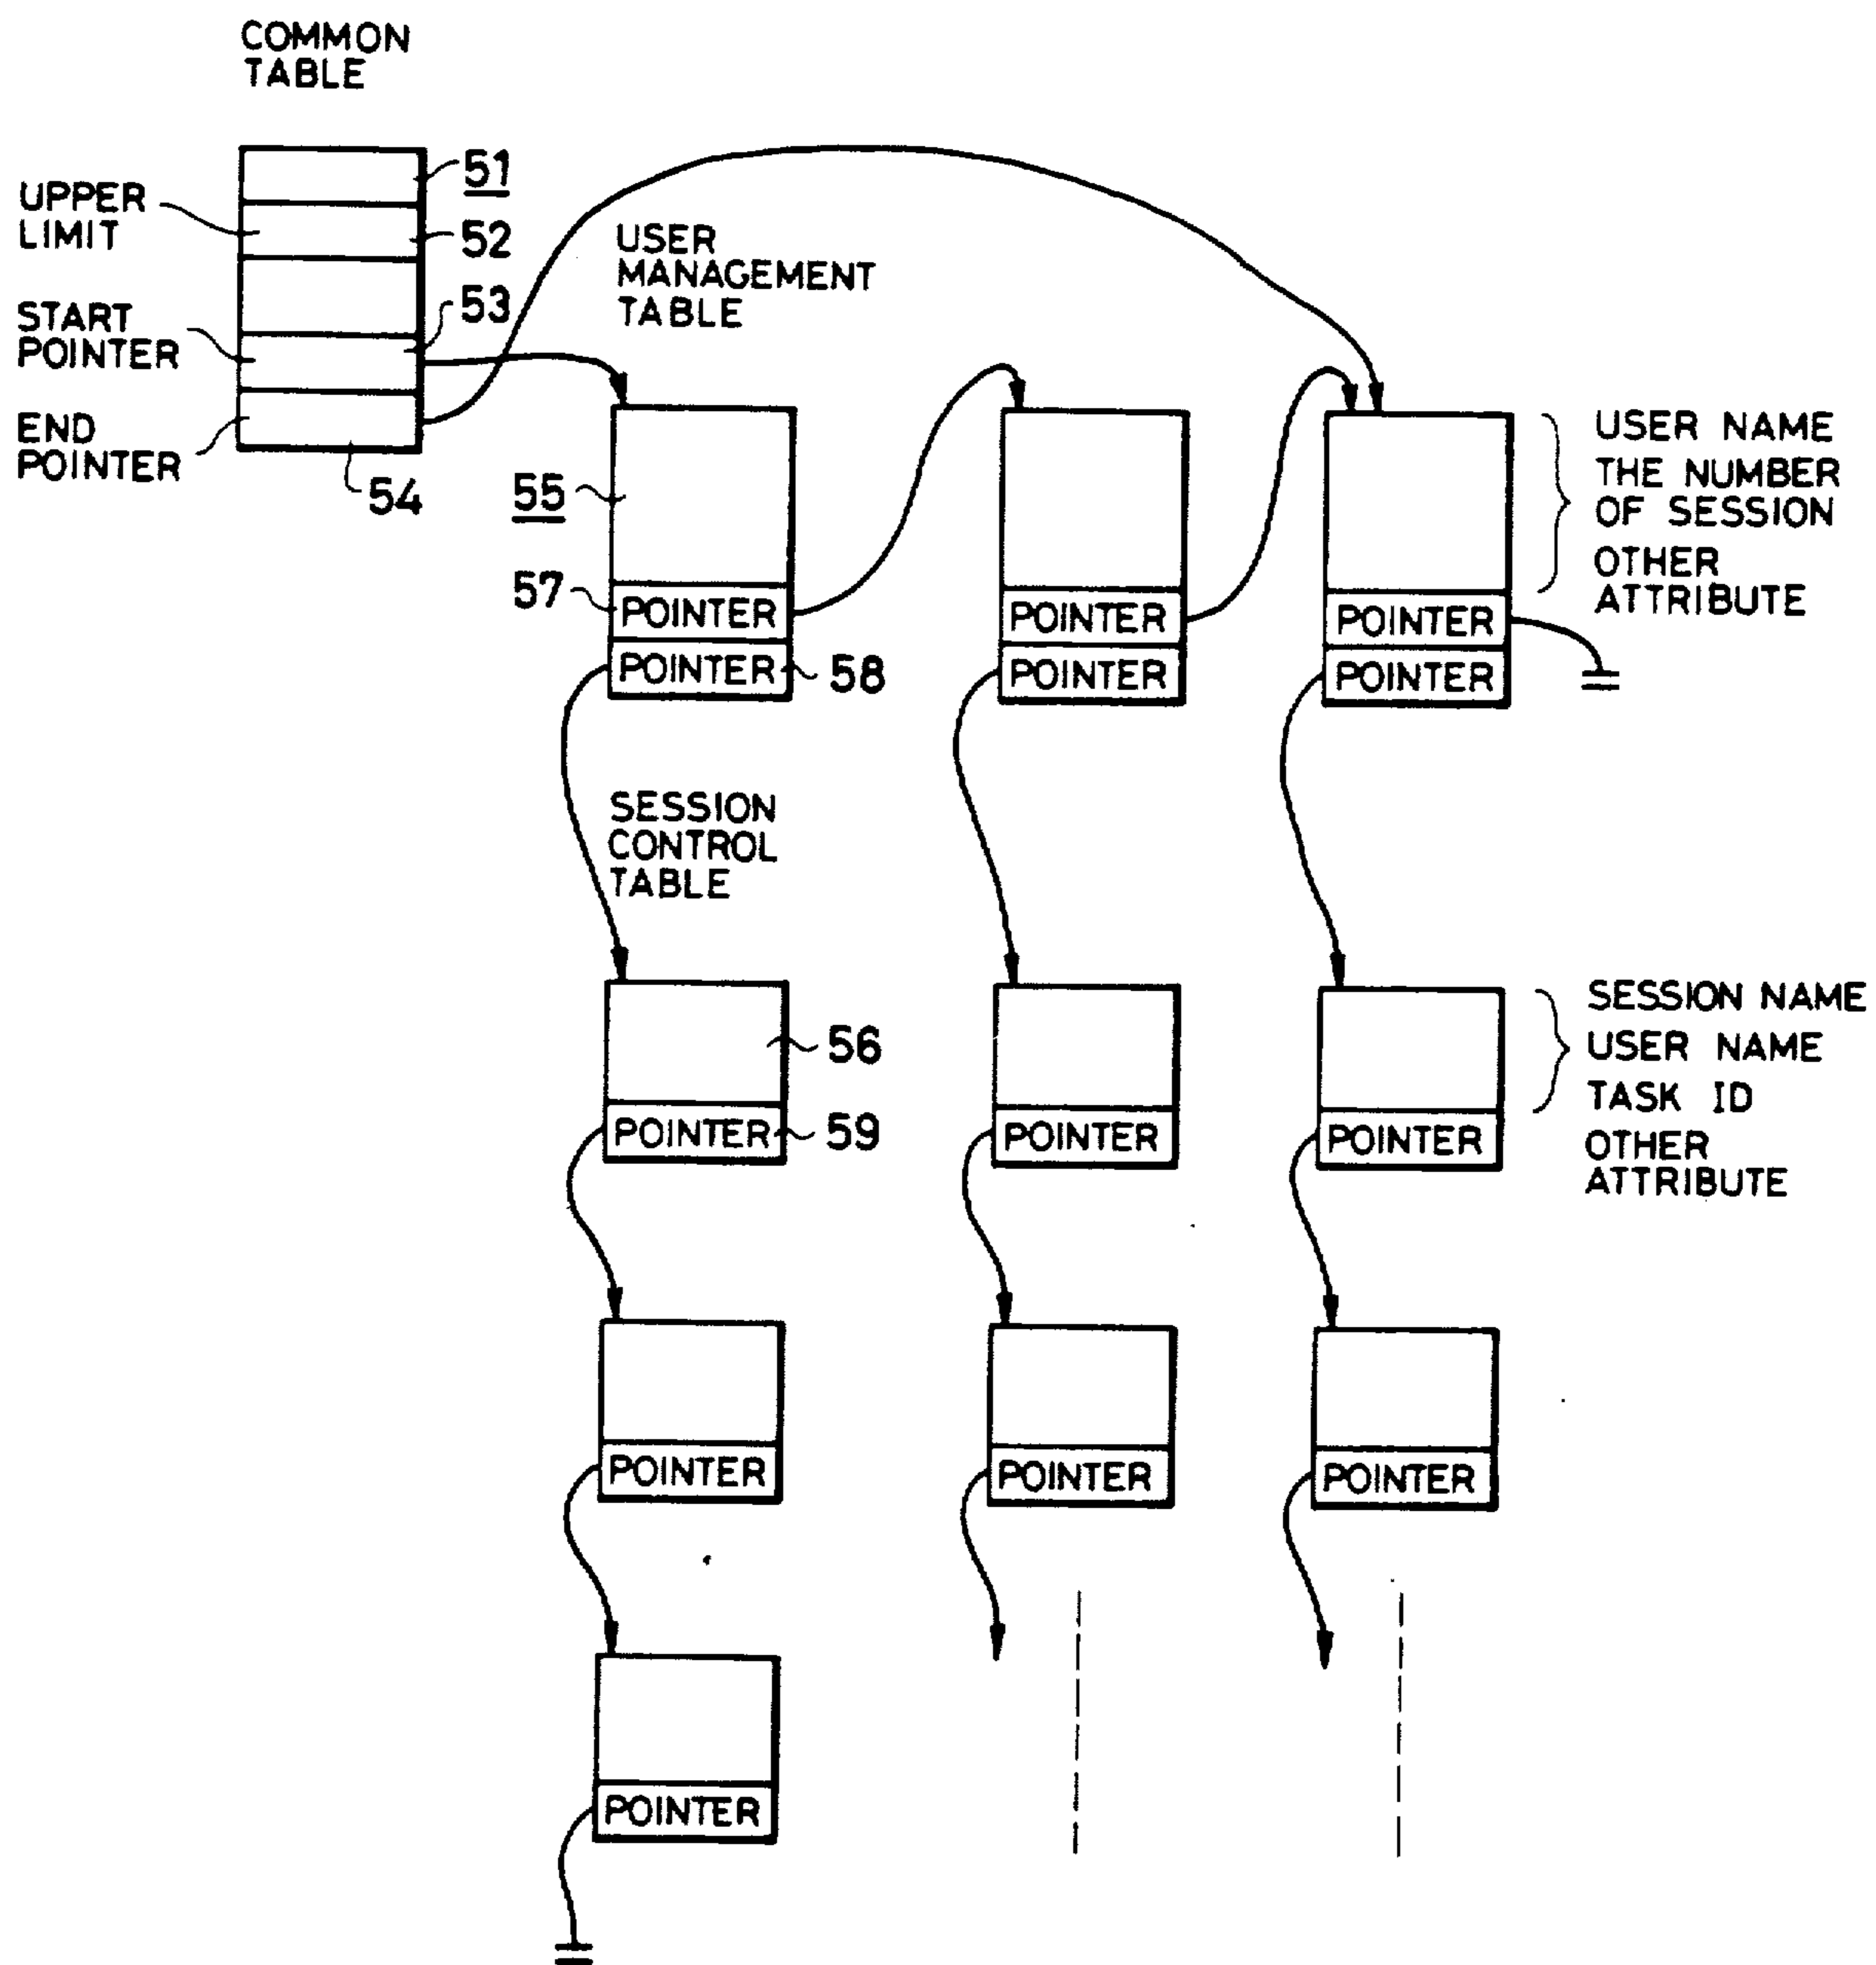 COMMON
TABLE
51
UPPER
LIMIT
52
USER
MANAGEMENT
TABLE
53
START
POINTER
END
POINTER
54
55
USER NAME
THE NUMBER
OF SESSION
OTHER
ATTRIBUTE
57
POINTER
POINTER
POINTER
POINTER
58
POINTER
POINTER
SESSION
CONTROL
TABLE
SESSION NAME
56
USER NAME
TASK ID
POINTER
59
POINTER
POINTER
OTHER
ATTRIBUTE
POINTER
POINTER
POINTER
POINTER